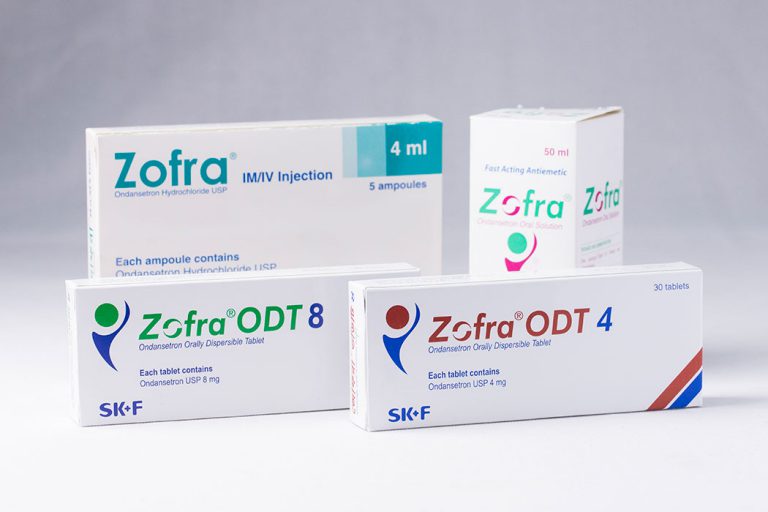 Zofra®
Ondansetron Hydrochloride USP
IM/IV Injection
4 ml
5 ampoules
Each ampoule contains
Ondansetron Hydrochloride USP
50 ml
Fast Acting Antiemetic
Zofra®
Ondansetron Oral Solution
Zofra
Zofra® ODT 8
Ondansetron Orally Dispersible Tablet
Each tablet contains
Ondansetron USP 8 mg
SK+F
30 tablets
Zofra® ODT 4
Ondansetron Orally Dispersible Tablet
Each tablet contains
Ondansetron USP 4 mg
SK+F